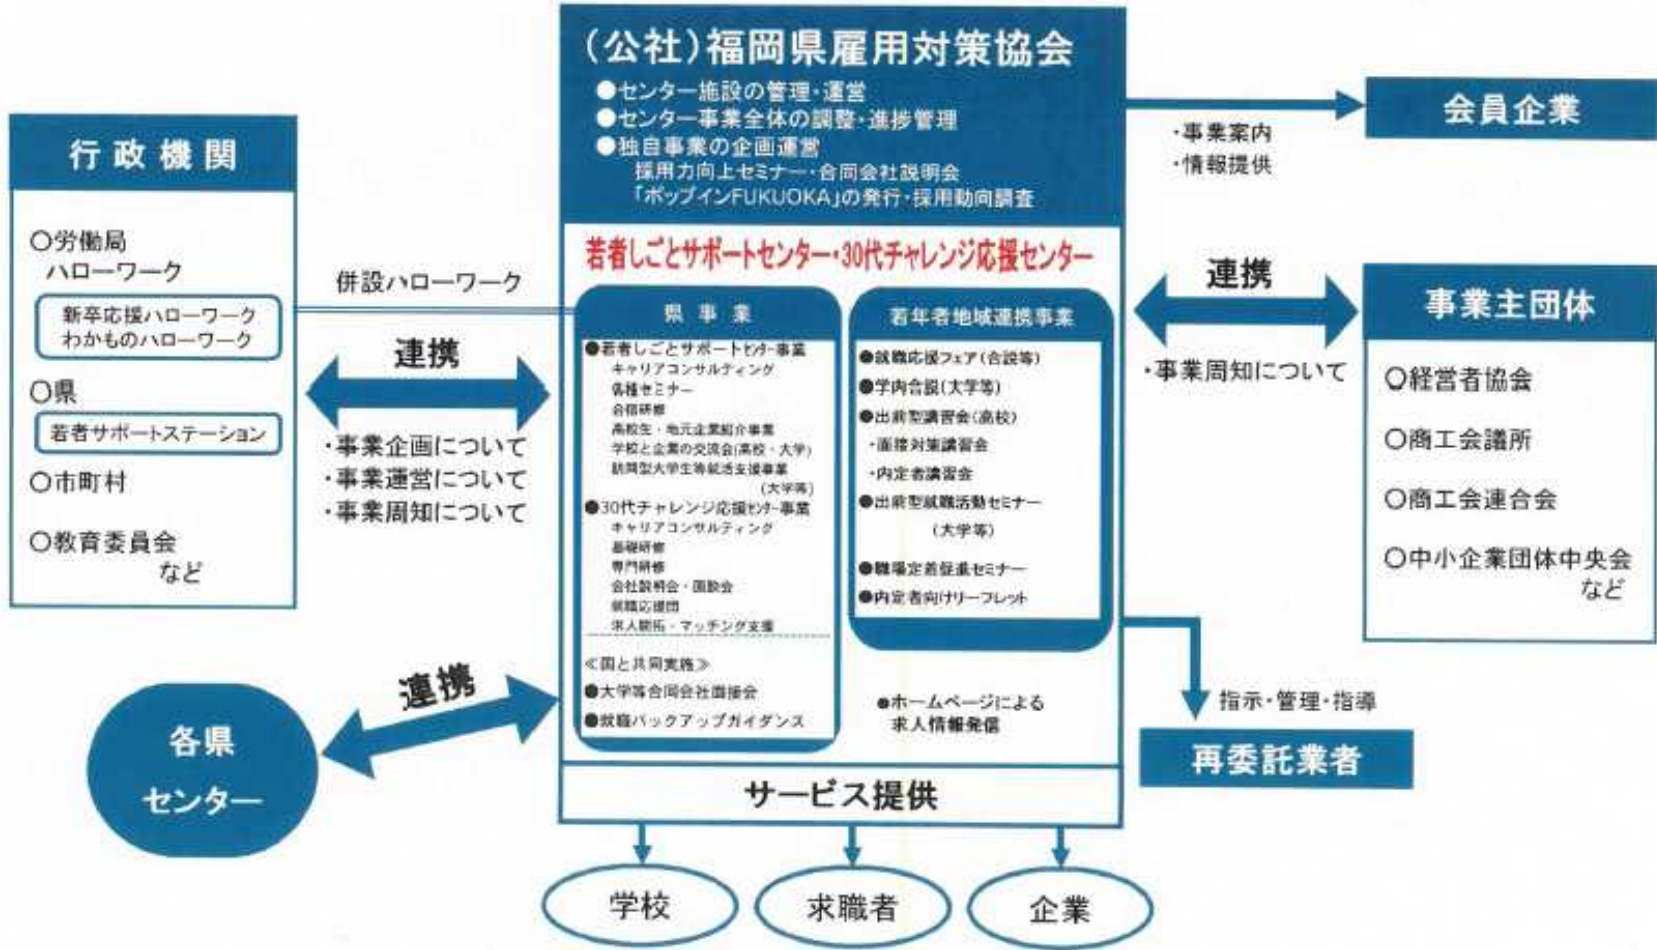 (公社)福岡県雇用対策協会
●センター施設の管理・運営
●センター事業全体の調整・進捗管理
●独自事業の企画運営
採用力向上セミナー・合同会社説明会
「ポップインFUKUOKA」の発行・採用動向調査
会員企業
・事業案内
・情報提供
行政機関
○労働局
ハローワーク
新卒応援ハローワーク
わかものハローワーク
○県
若者サポートステーション
○市町村
○教育委員会
など
併設ハローワーク
連携
・事業企画について
・事業運営について
・事業周知について
若者しごとサポートセンター・30代チャレンジ応援センター
県事業
●若者しごとサポートセンター事業
キャリアコンサルティング
各種セミナー
合宿研修
高校生・地元企業紹介事業
学校と企業の交流会(高校・大学)
訪問型大学生等就活支援事業
(大学等)
●30代チャレンジ応援センター事業
キャリアコンサルティング
基礎研修
専門研修
会社説明会・面談会
就職応援団
求人開拓・マッチング支援
≪国と共同実施≫
●大学等合同会社面接会
●就職バックアップガイダンス
若年者地域連携事業
●就職応援フェア(合説等)
●学内合説(大学等)
●出前型講習会(高校)
・面接対策講習会
・内定者講習会
●出前型就職活動セミナー
(大学等)
●職場定着促進セミナー
●内定者向けリーフレット
●ホームページによる
求人情報発信
連携
・事業周知について
事業主団体
○経営者協会
○商工会議所
○商工会連合会
○中小企業団体中央会
など
指示・管理・指導
再委託業者
連携
各県
センター
サービス提供
学校
求職者
企業